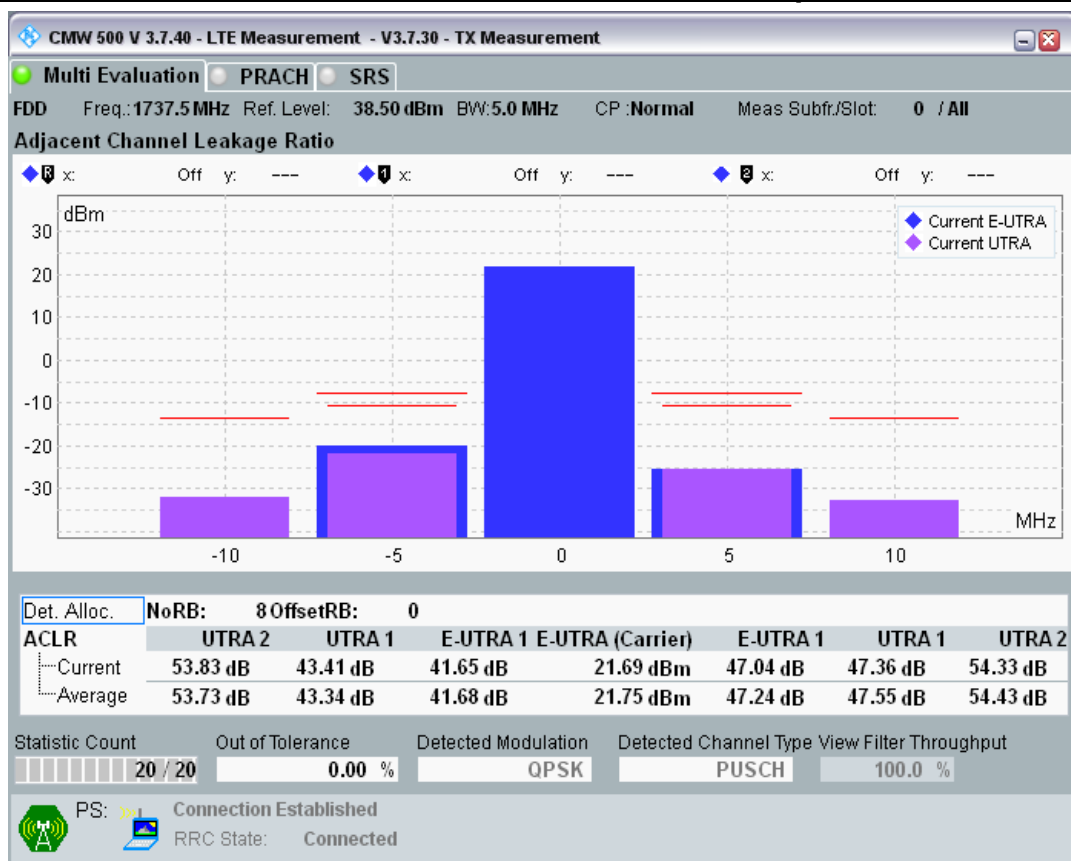 CMW 500 V 3.7.40 - LTE Measurement - V3.7.30 - TX Measurement
Multi Evaluation PRACH SRS
FDD Freq.: 1737.5 MHz Ref. Level: 38.50 dBm BW: 5.0 MHz CP : Normal Meas Subfr./Slot: 0 / All
Adjacent Channel Leakage Ratio
R x: Off y: --- 1 x: Off y: --- 2 x: Off y: ---
dBm
Current E-UTRA
Current UTRA
30
20
10
0
-10
-20
-30
MHz
-10 -5 0 5 10
Det. Alloc. NoRB: 8 OffsetRB: 0
ACLR UTRA 2 UTRA 1 E-UTRA 1 E-UTRA (Carrier) E-UTRA 1 UTRA 1 UTRA 2
Current 53.83 dB 43.41 dB 41.65 dB 21.69 dBm 47.04 dB 47.36 dB 54.33 dB
Average 53.73 dB 43.34 dB 41.68 dB 21.75 dBm 47.24 dB 47.55 dB 54.43 dB
Statistic Count Out of Tolerance Detected Modulation Detected Channel Type View Filter Throughput
20 / 20 0.00 % QPSK PUSCH 100.0 %
PS: Connection Established
RRC State: Connected